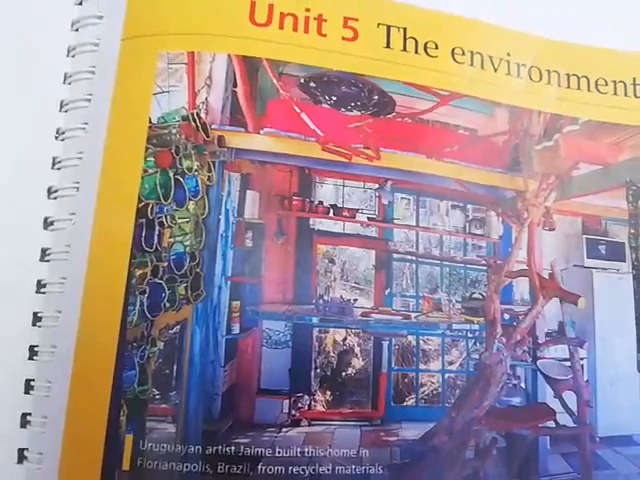 Unit 5 The environment
Uruguayan artist Jaime built this home in
Florianapolis, Brazil, from recycled materials